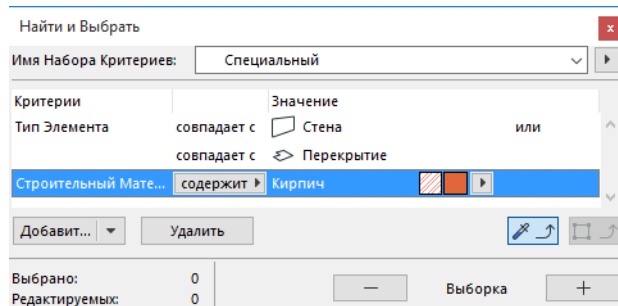 Найти и Выбрать
x
Имя Набора Критериев: Специальный
Критерии Значение
Тип Элемента совпадает с Стена или
совпадает с Перекрытие
Строительный Мате... содержит Кирпич
Добавит... Удалить
Выбрано: 0
Редактируемых: 0
— Выборка +